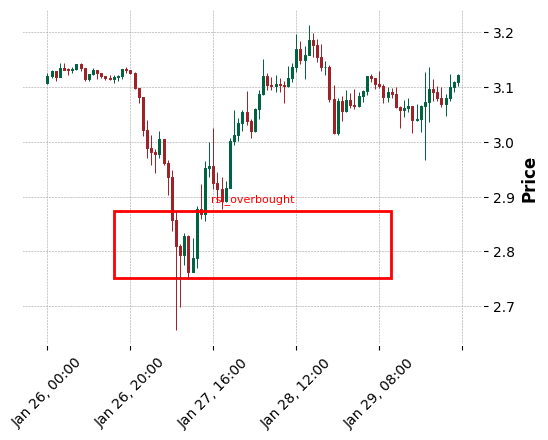 3.2
3.1
3.0
2.9
2.8
2.7
Price
rsi_overbought
Jan 26, 00:00
Jan 26, 20:00
Jan 27, 16:00
Jan 28, 12:00
Jan 29, 08:00